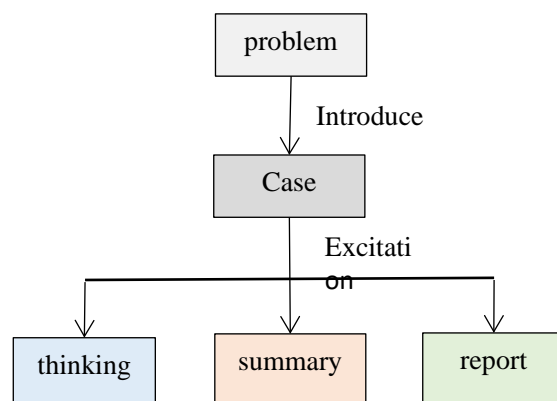 problem
Introduce
Case
Excitati
on
thinking
summary
report